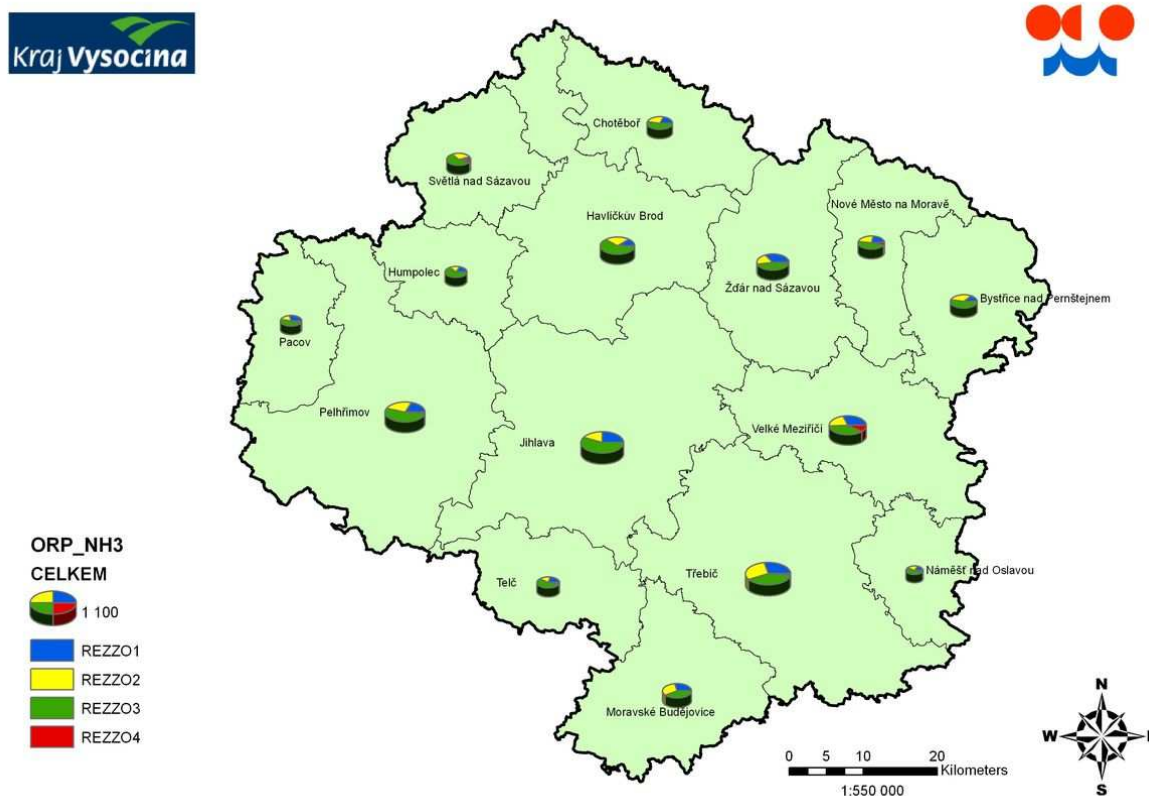 Kraj Vysočina
Chotěboř
Světlá nad Sázavou
Nové Město na Moravě
Havlíčkův Brod
Humpolec
Žďár nad Sázavou
Bystřice nad Pernštejnem
Pacov
Pelhřimov
Velké Meziříčí
Jihlava
Telč
Třebíč
Náměšť nad Oslavou
Moravské Budějovice
ORP_NH3
CELKEM
1 100
REZZO1
REZZO2
REZZO3
REZZO4
0 5 10 20
Kilometers
1:550 000
N
W E
S